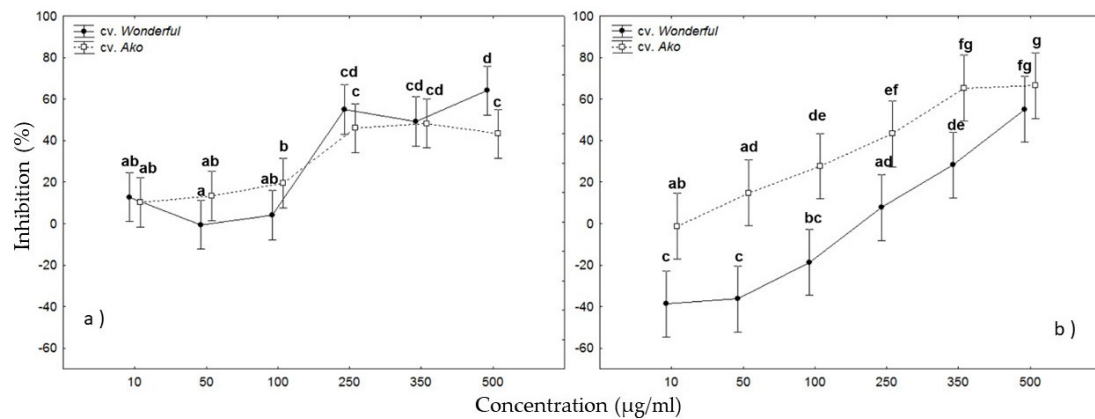 100
80
60
40
20
0
-20
-40
-60
Inhibition (%)
cv. Wonderful
cv. Ako
ab
ab
a
ab
ab
b
cd
c
cd
cd
d
c
a )
10 50 100 250 350 500
100
80
60
40
20
0
-20
-40
-60
cv. Wonderful
cv. Ako
c
ab
c
ad
bc
de
ad
ef
de
fg
fg
g
b )
10 50 100 250 350 500
Concentration (µg/ml)